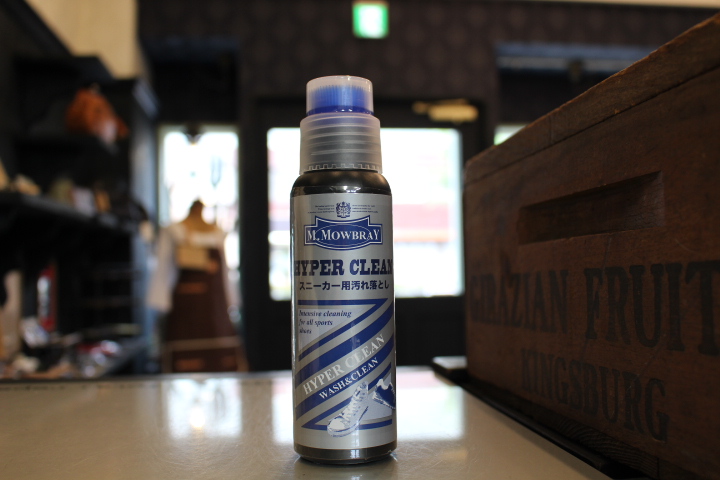 M. MOWBRAY
HYPER CLEAN
スニーカー用汚れ落とし
Intensive cleaning
for all sports
shoes
HYPER CLEAN
WASH&CLEAN
FRUIT
KINGSBURG